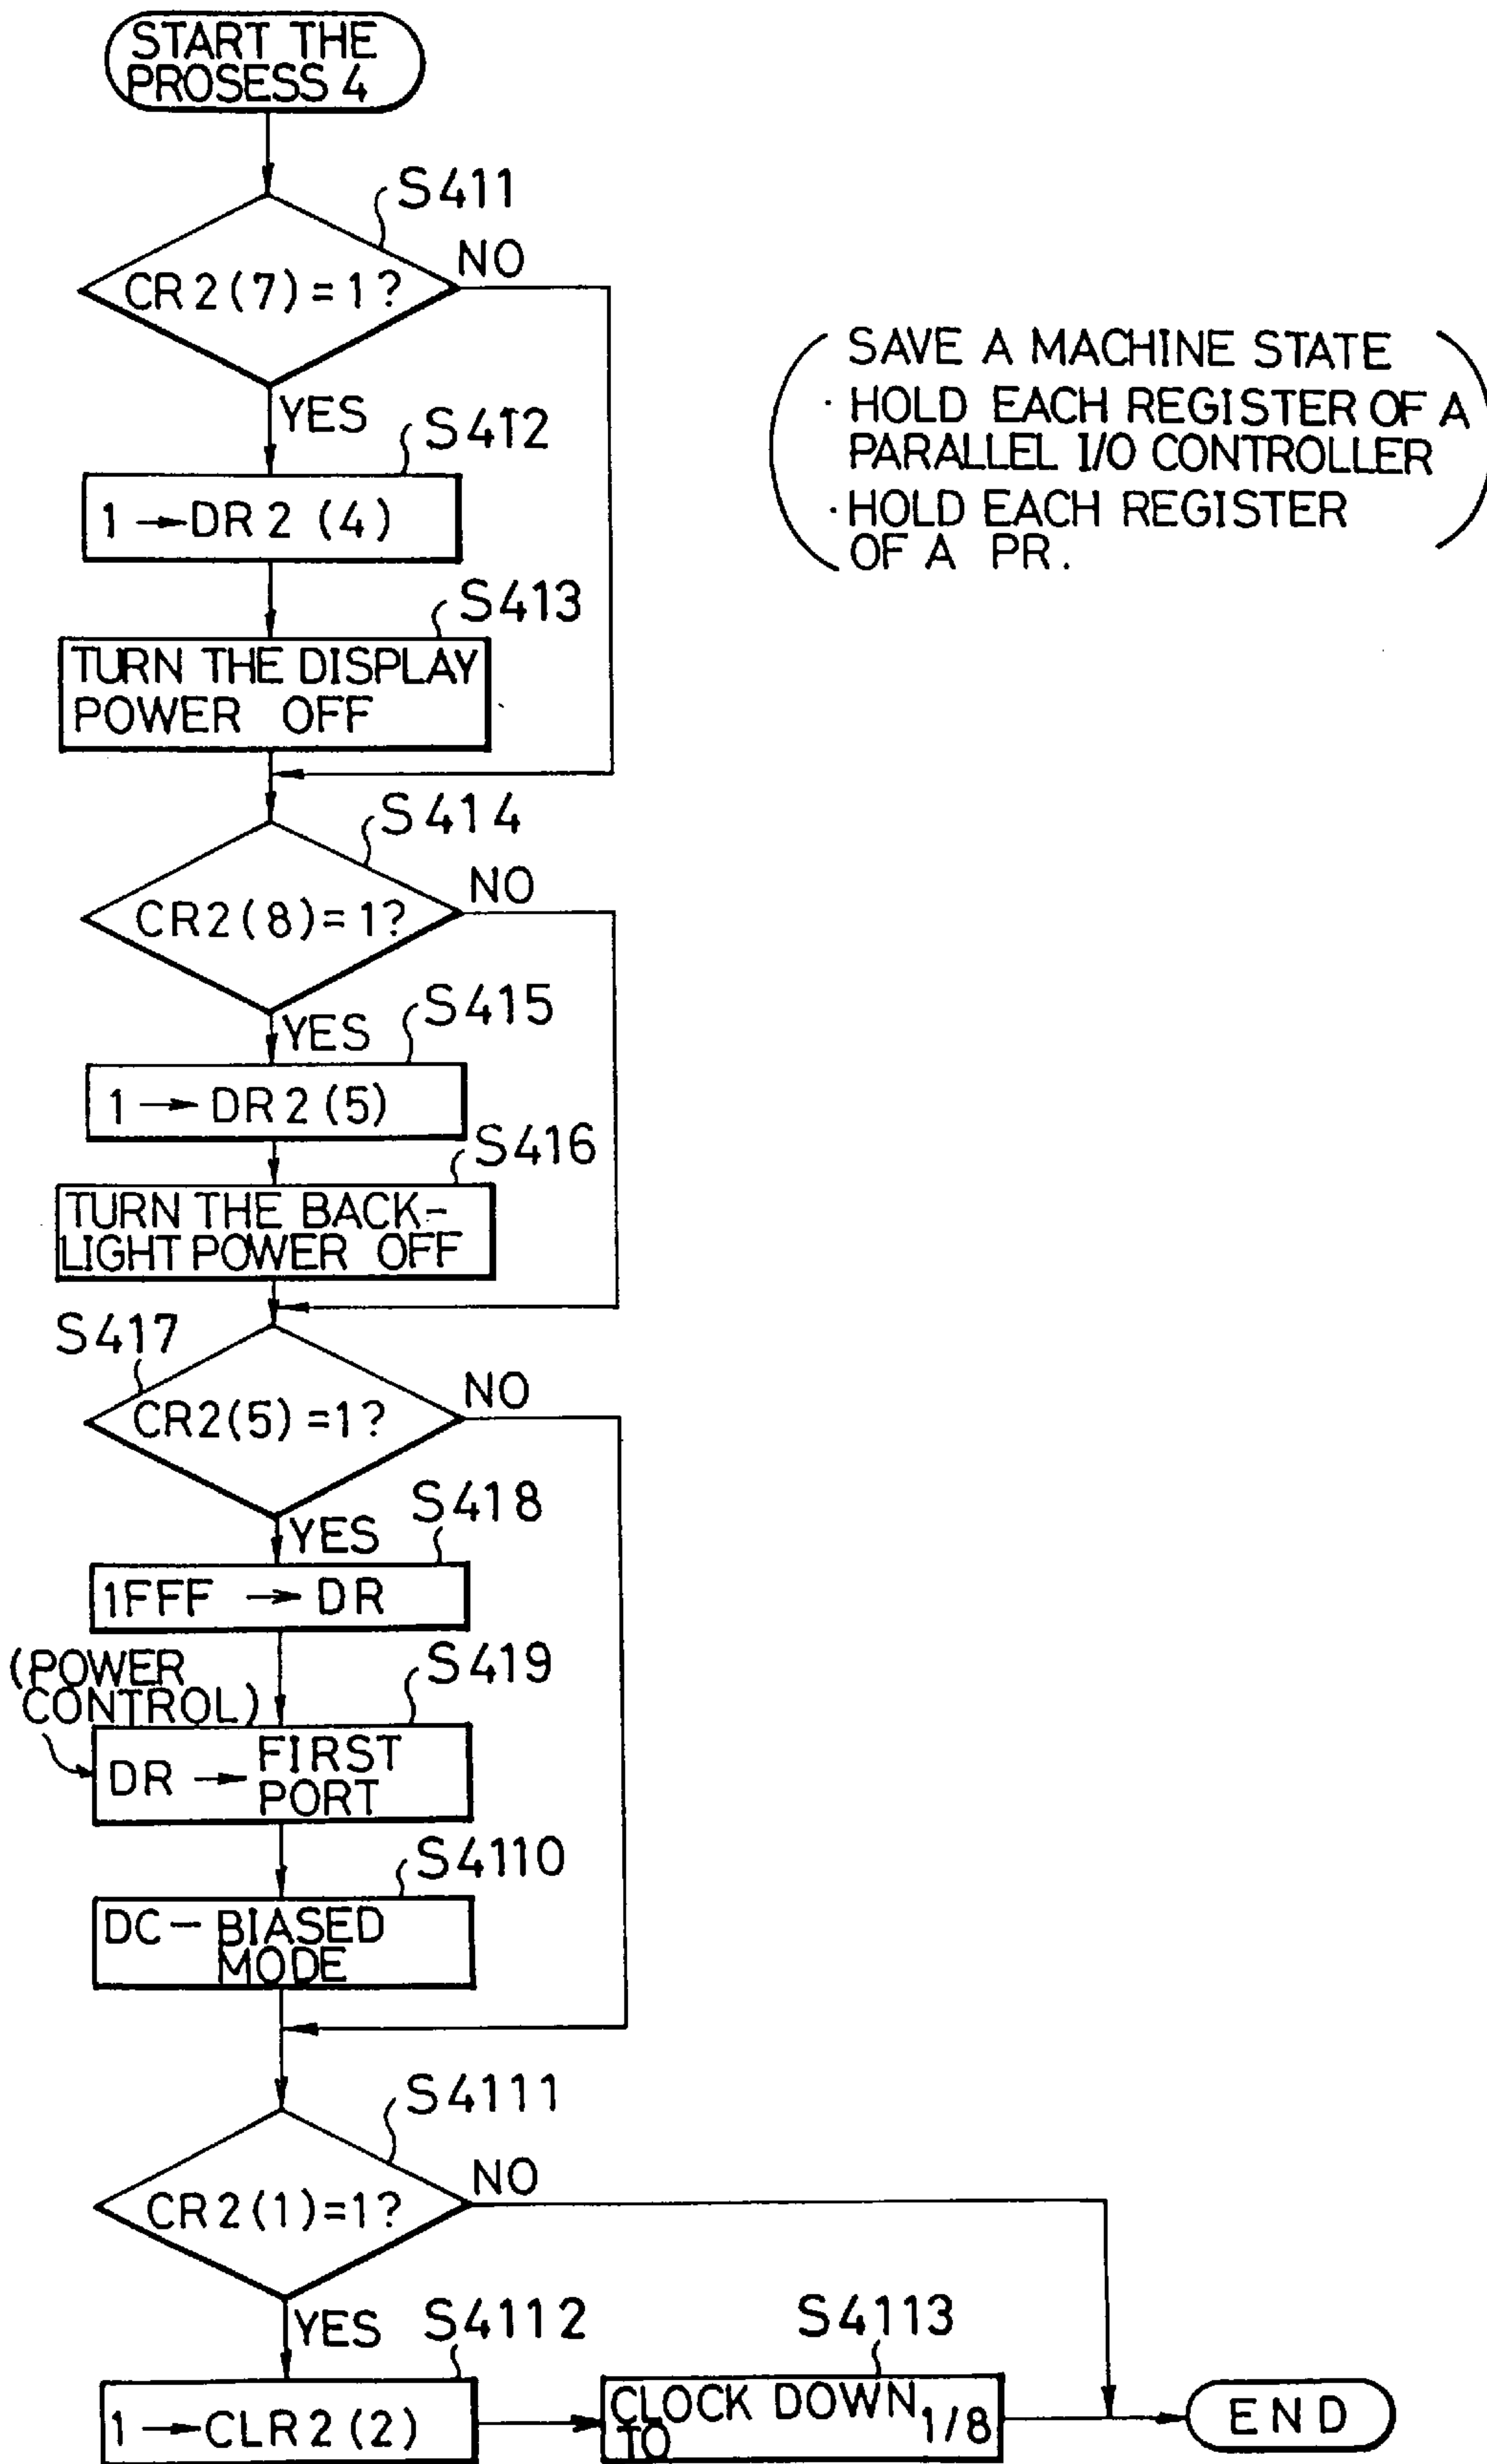 START THE
PROSESS 4
S411
CR2(7)=1?
NO
YES
S412
1→DR2(4)
S413
TURN THE DISPLAY
POWER OFF
SAVE A MACHINE STATE
· HOLD EACH REGISTER OF A
PARALLEL I/O CONTROLLER
· HOLD EACH REGISTER
OF A PR.
S414
CR2(8)=1?
NO
YES
S415
1→DR2(5)
S416
TURN THE BACK-
LIGHT POWER OFF
S417
CR2(5)=1?
NO
YES
S418
1FFF → DR
(POWER
CONTROL)
S419
DR → FIRST
PORT
S4110
DC-BIASED
MODE
S4111
CR2(1)=1?
NO
YES
S4112
1→CLR2(2)
S4113
CLOCK DOWN
TO 1/8
END